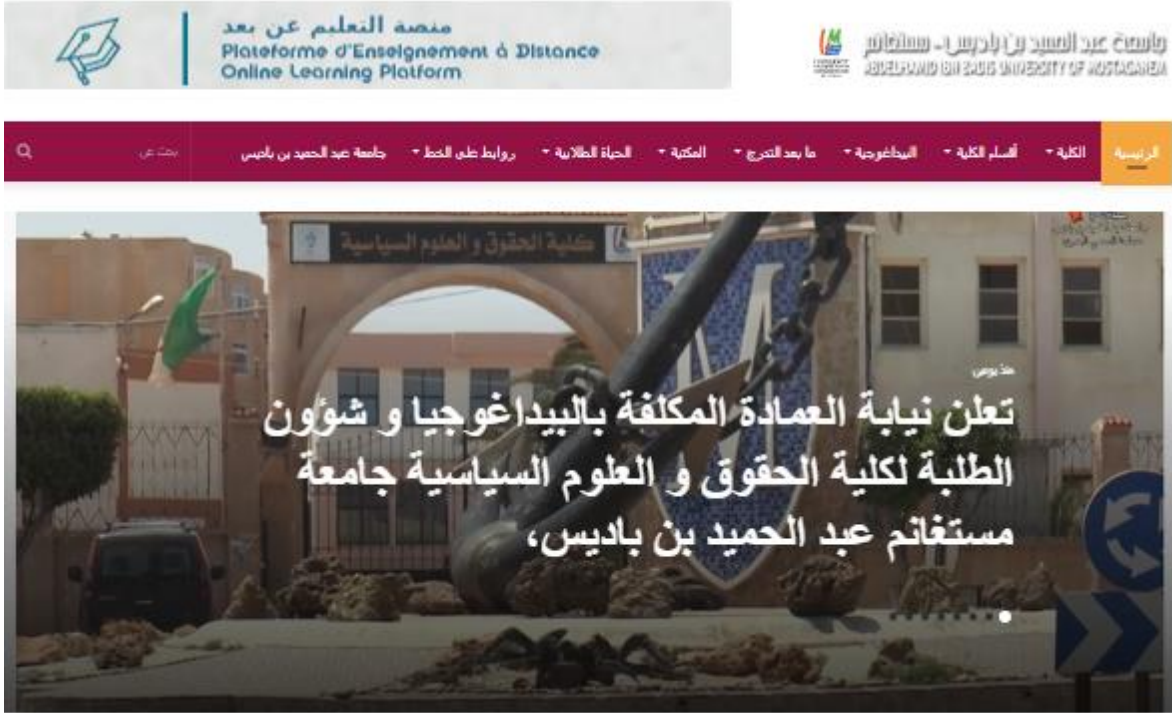 منصة التعليم عن بعد
Plateforme d'Enseignement à Distance
Online Learning Platform
جامعة عبد الحميد بن باديس - مستغانم
ABDELHAMID IBN BADIS UNIVERSITY OF MOSTAGANEM
الرئيسية
الكلية
أقسام الكلية
البيداغوجية
ما بعد التدرج
المكتبة
الحياة الطلابية
روابط على الخط
جامعة عبد الحميد بن باديس
بحث عن
كلية الحقوق و العلوم السياسية
M
منذ يومين
تعلن نيابة العمادة المكلفة بالبيداغوجيا و شؤون
الطلبة لكلية الحقوق و العلوم السياسية جامعة
مستغانم عبد الحميد بن باديس،